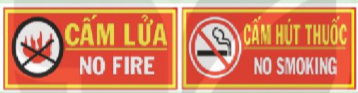 CẤM LỬA
NO FIRE
CẤM HÚT THUỐC
NO SMOKING